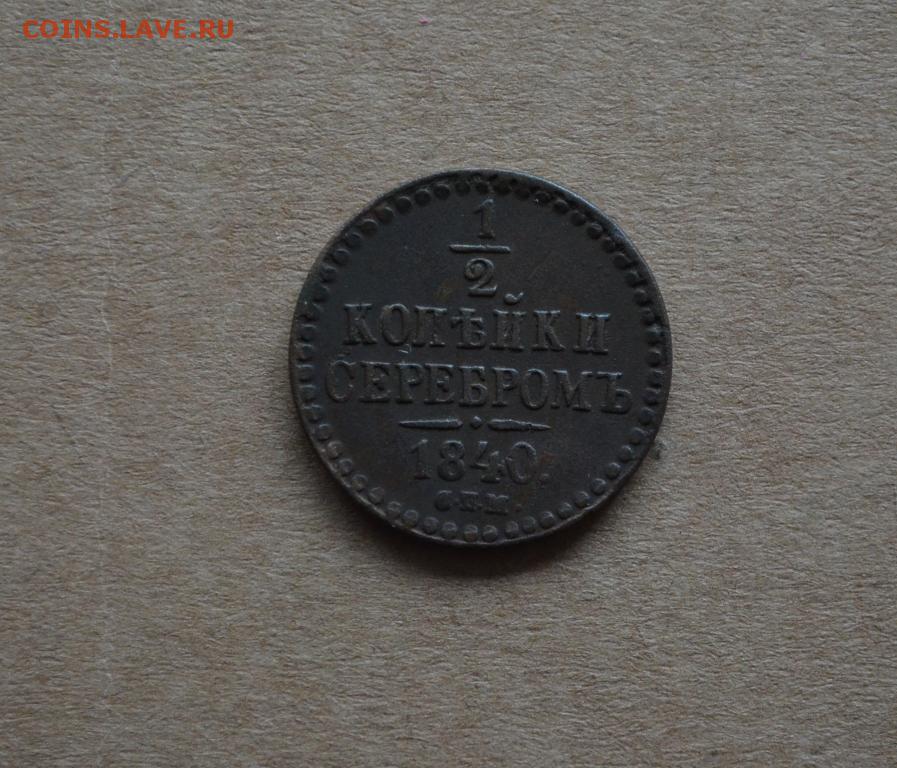 COINS.LAVE.RU
1
2
КОПѢЙКИ
СЕРЕБРОМЪ
1840.
С.П.М.